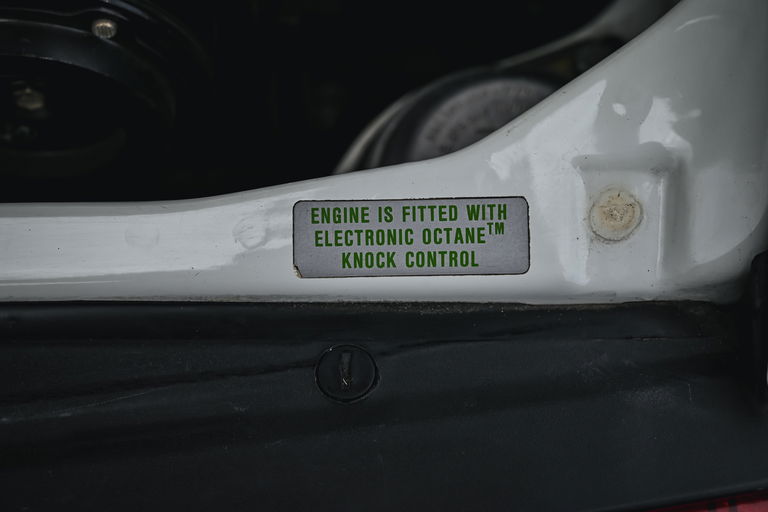 ENGINE IS FITTED WITH
ELECTRONIC OCTANE™
KNOCK CONTROL